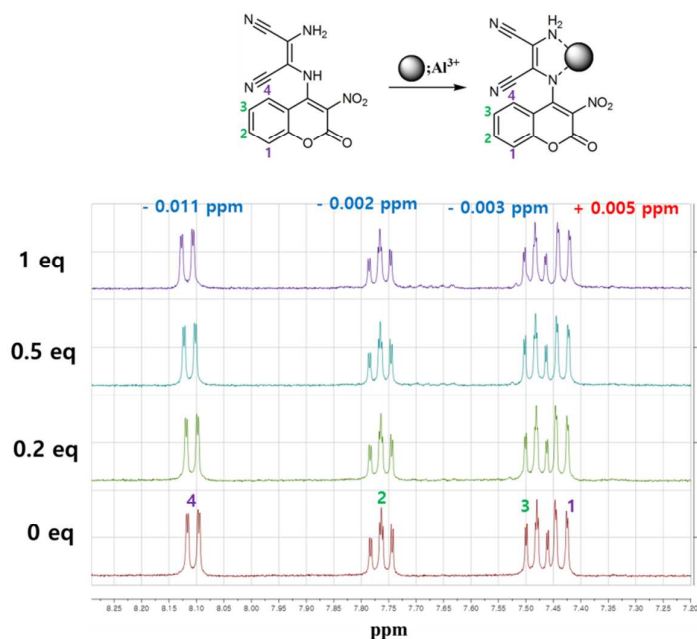 N
NH₂
NH
N
4
NO₂
3
2
O
O
1
;Al³⁺
N
NH₂
N
N
4
NO₂
3
2
O
O
1
- 0.011 ppm - 0.002 ppm - 0.003 ppm + 0.005 ppm
1 eq
0.5 eq
0.2 eq
0 eq
4 2 3 1
8.25 8.20 8.15 8.10 8.05 8.00 7.95 7.90 7.85 7.80 7.75 7.70 7.65 7.60 7.55 7.50 7.45 7.40 7.35 7.30 7.25 7.20
ppm